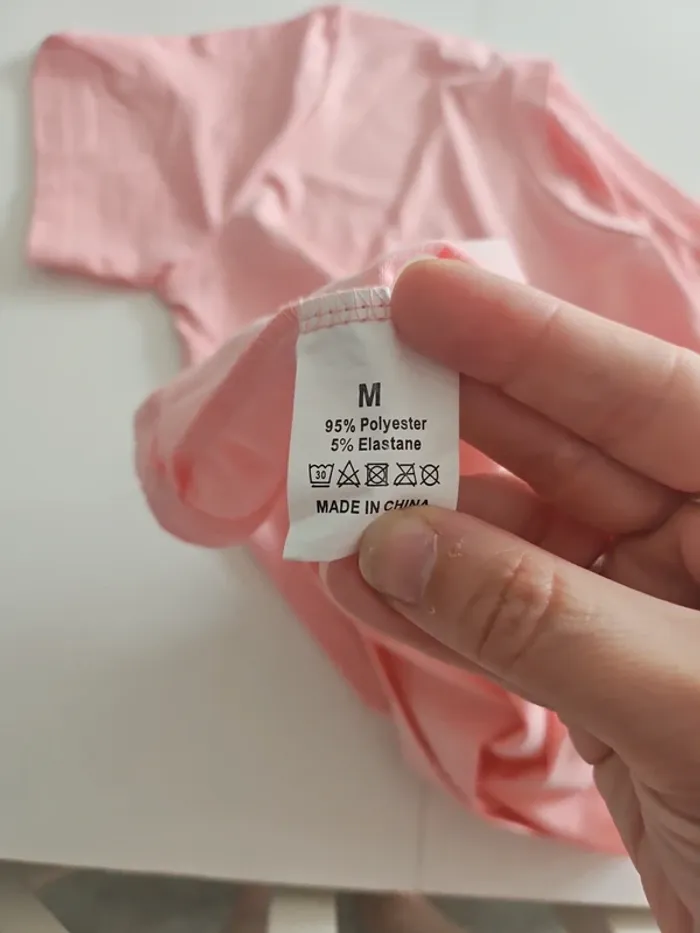 M
95% Polyester
5% Elastane
30
MADE IN CHINA